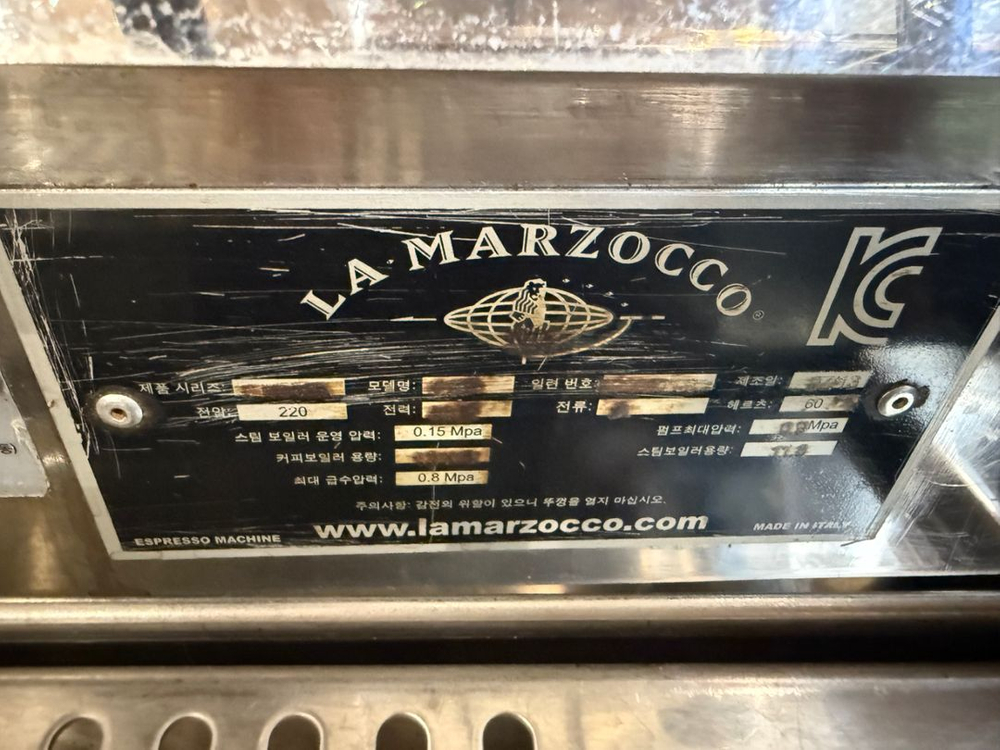 LA MARZOCCO ®
제품 시리즈: 모델명: 일련 번호: 제조일:
전압: 220 전력: 전류: 헤르츠: 60
스팀 보일러 운영 압력: 0.15 Mpa 펌프최대압력: Mpa
커피보일러 용량: 스팀보일러용량:
최대 급수압력: 0.8 Mpa
주의사항: 감전의 위험이 있으니 뚜껑을 열지 마십시오.
ESPRESSO MACHINE www.lamarzocco.com MADE IN ITALY